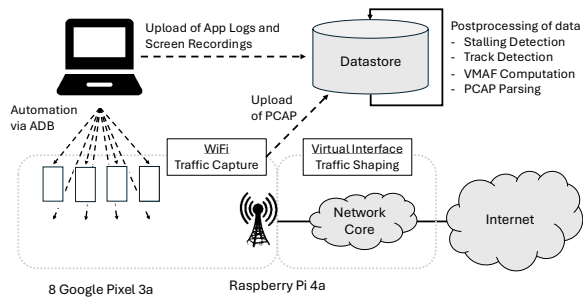 Upload of App Logs and
Screen Recordings
Datastore
Postprocessing of data
- Stalling Detection
- Track Detection
- VMAF Computation
- PCAP Parsing
Automation
via ADB
Upload
of PCAP
WiFi
Traffic Capture
Virtual Interface
Traffic Shaping
Network
Core
Internet
8 Google Pixel 3a
Raspberry Pi 4a